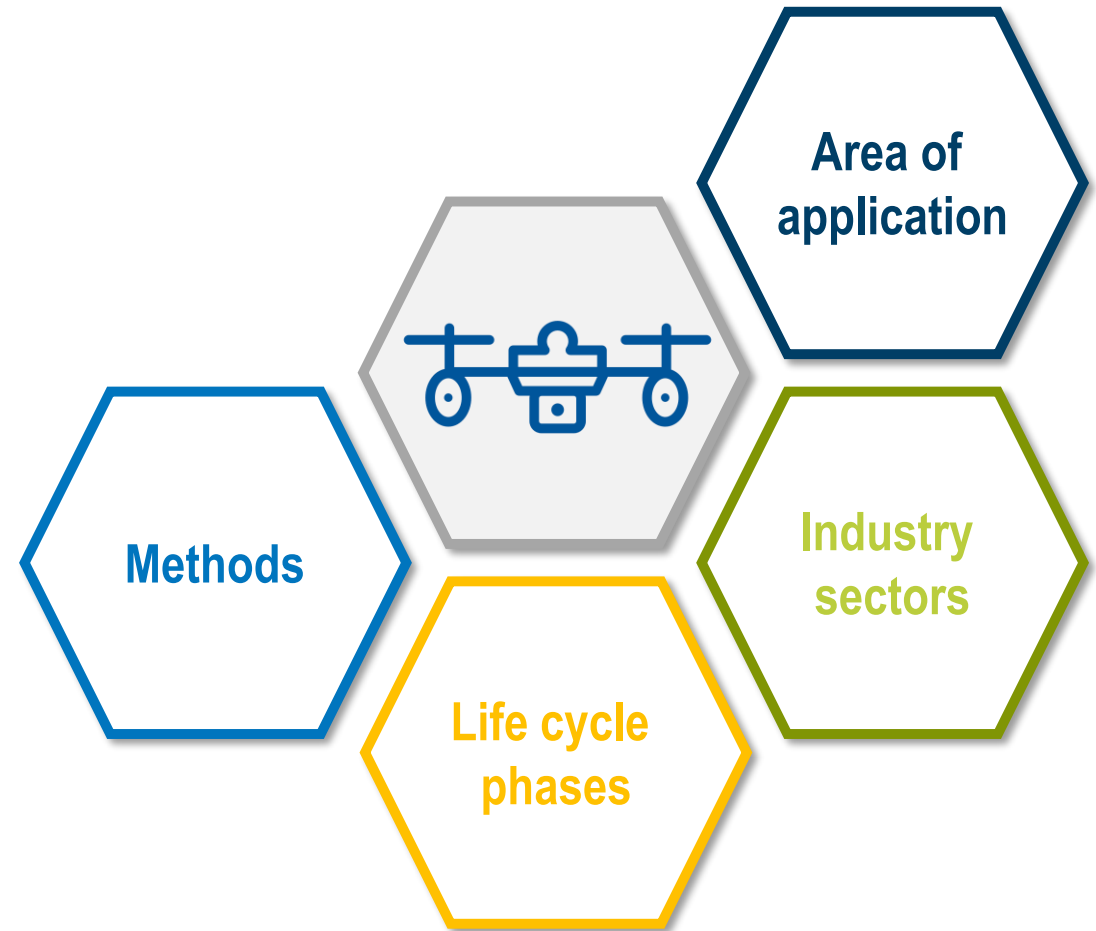 Area of
application
Methods
Industry
sectors
Life cycle
phases